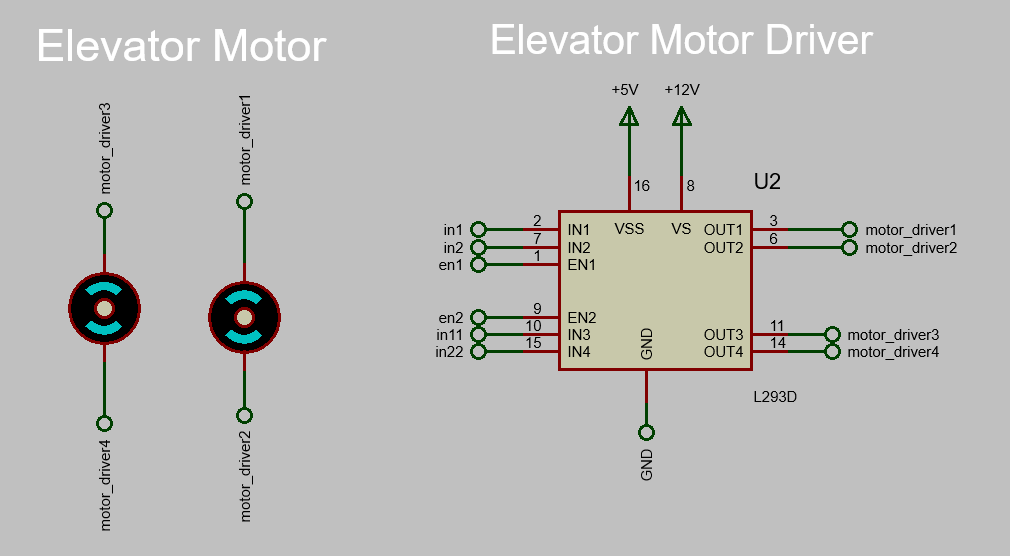 Elevator Motor
motor_driver3
motor_driver1
motor_driver4
motor_driver2
Elevator Motor Driver
+5V +12V
16 8
U2
in1 2 IN1 VSS VS OUT1 3 motor_driver1
in2 7 IN2 OUT2 6 motor_driver2
en1 1 EN1
en2 9 EN2
in11 10 IN3 OUT3 11 motor_driver3
in22 15 IN4 GND OUT4 14 motor_driver4
L293D
GND